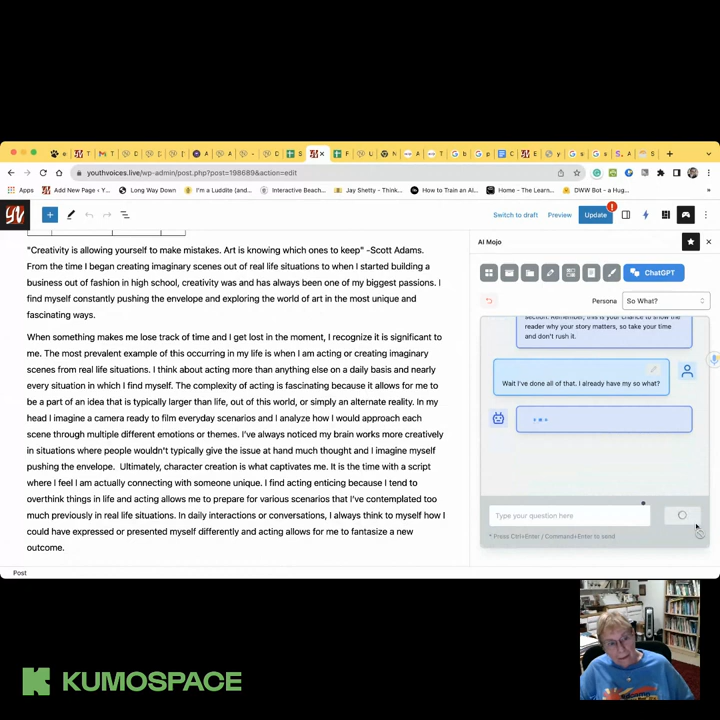 youthvoices.live/wp-admin/post.php?post=198689&action=edit
Apps
Add New Page ‹ Y...
Long Way Down
I'm a Luddite (and...
Interactive Beach...
Jay Shetty - Think...
How to Train an Al...
Home - The Learn...
DWW Bot - a Hug...
Switch to draft
Preview
Update
"Creativity is allowing yourself to make mistakes. Art is knowing which ones to keep" -Scott Adams.
From the time I began creating imaginary scenes out of real life situations to when I started building a
business out of fashion in high school, creativity was and has always been one of my biggest passions. I
find myself constantly pushing the envelope and exploring the world of art in the most unique and
fascinating ways.
When something makes me lose track of time and I get lost in the moment, I recognize it is significant to
me. The most prevalent example of this occurring in my life is when I am acting or creating imaginary
scenes from real life situations. I think about acting more than anything else on a daily basis and nearly
every situation in which I find myself. The complexity of acting is fascinating because it allows for me to
be a part of an idea that is typically larger than life, out of this world, or simply an alternate reality. In my
head I imagine a camera ready to film everyday scenarios and I analyze how I would approach each
scene through multiple different emotions or themes. I've always noticed my brain works more creatively
in situations where people wouldn't typically give the issue at hand much thought and I imagine myself
pushing the envelope. Ultimately, character creation is what captivates me. It is the time with a script
where I feel I am actually connecting with someone unique. I find acting enticing because I tend to
overthink things in life and acting allows me to prepare for various scenarios that I've contemplated too
much previously in real life situations. In daily interactions or conversations, I always think to myself how I
could have expressed or presented myself differently and acting allows for me to fantasize a new
outcome.
Post
AI Mojo
ChatGPT
Persona
So What?
section. Remember, this is your chance to show the
reader why your story matters, so take your time
and don't rush it.
Wait I've done all of that. I already have my so what?
Type your question here
* Press Ctrl+Enter / Command+Enter to send
KUMOSPACE